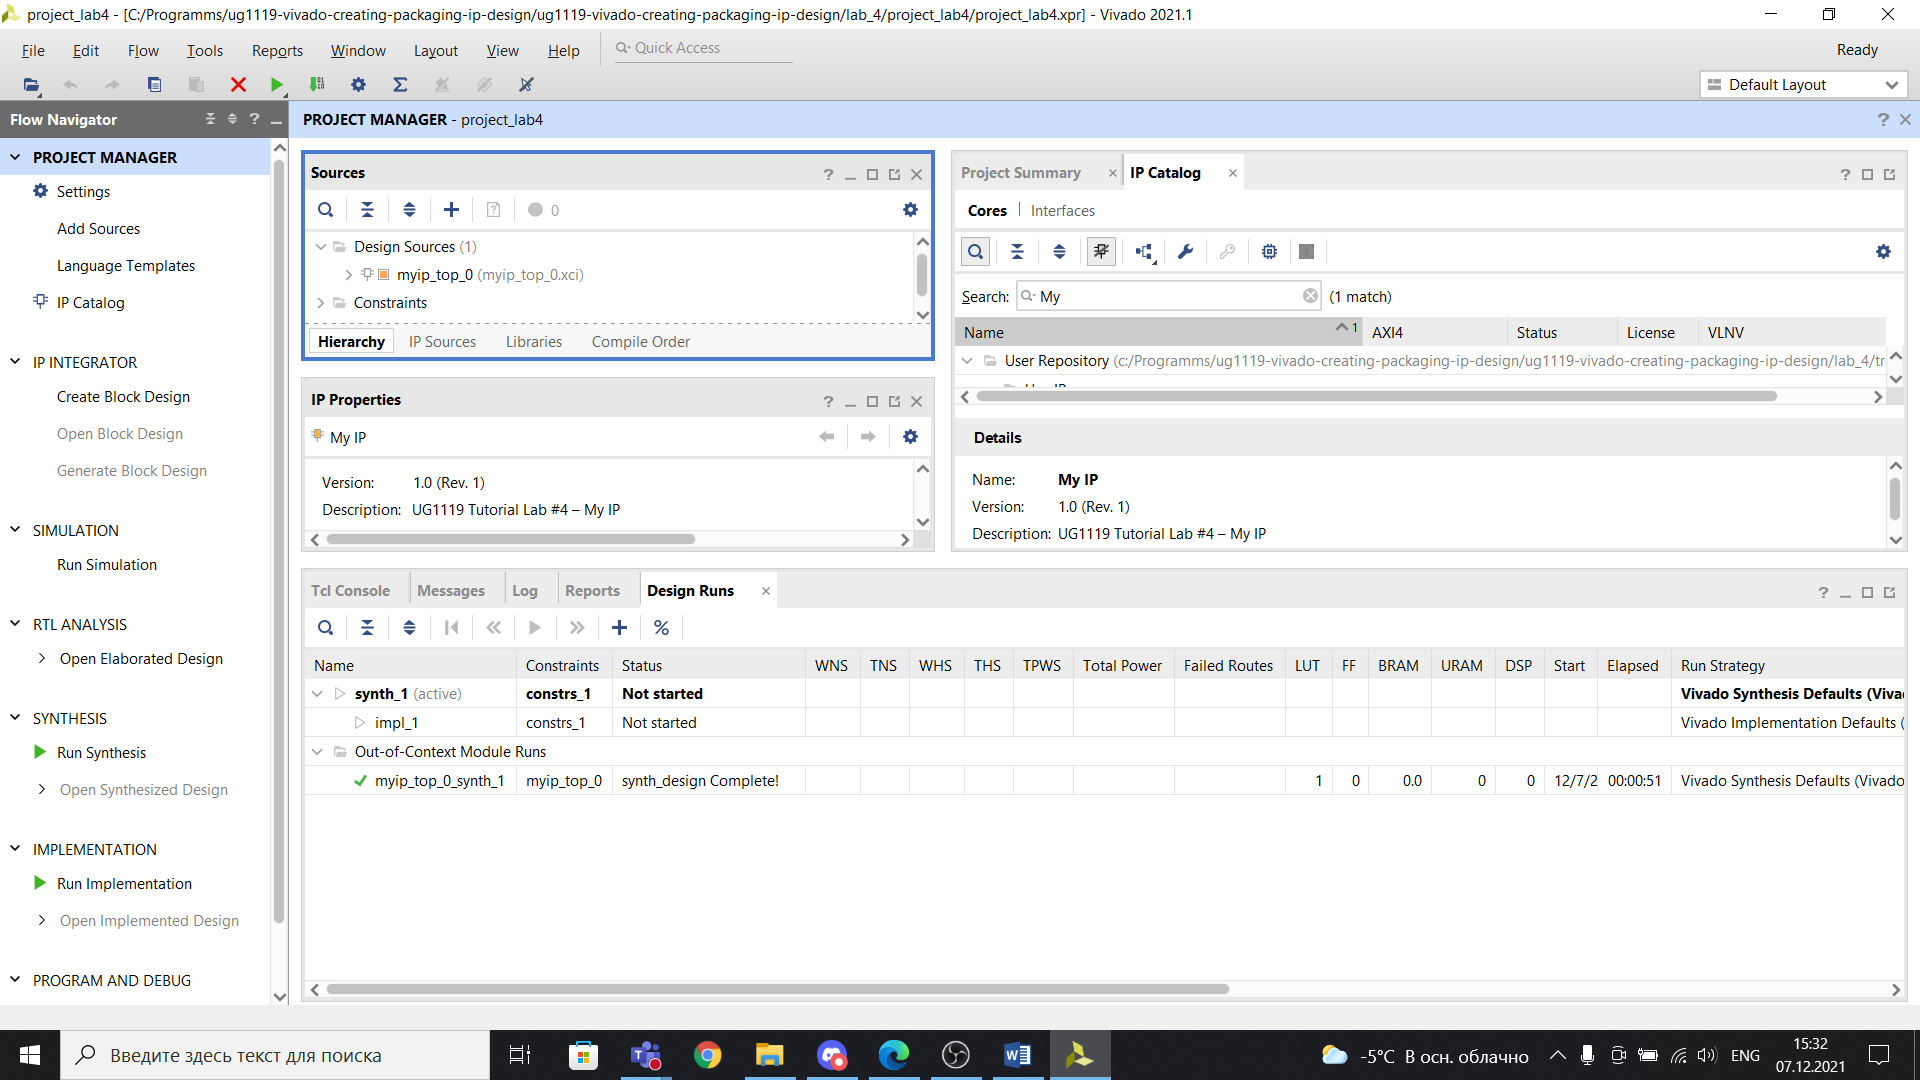 project_lab4 - [C:/Programms/ug1119-vivado-creating-packaging-ip-design/ug1119-vivado-creating-packaging-ip-design/lab_4/project_lab4/project_lab4.xpr] - Vivado 2021.1
File Edit Flow Tools Reports Window Layout View Help Quick Access Ready
Default Layout
Flow Navigator
PROJECT MANAGER - project_lab4
PROJECT MANAGER
Settings
Add Sources
Language Templates
IP Catalog
IP INTEGRATOR
Create Block Design
Open Block Design
Generate Block Design
SIMULATION
Run Simulation
RTL ANALYSIS
Open Elaborated Design
SYNTHESIS
Run Synthesis
Open Synthesized Design
IMPLEMENTATION
Run Implementation
Open Implemented Design
PROGRAM AND DEBUG
Sources
0
Design Sources (1)
myip_top_0 (myip_top_0.xci)
Constraints
Hierarchy IP Sources Libraries Compile Order
IP Properties
My IP
Version: 1.0 (Rev. 1)
Description: UG1119 Tutorial Lab #4 – My IP
Project Summary IP Catalog
Cores Interfaces
Search: My (1 match)
Name 1 AXI4 Status License VLNV
User Repository (c:/Programms/ug1119-vivado-creating-packaging-ip-design/ug1119-vivado-creating-packaging-ip-design/lab_4/tr
Details
Name: My IP
Version: 1.0 (Rev. 1)
Description: UG1119 Tutorial Lab #4 – My IP
Tcl Console Messages Log Reports Design Runs
Name Constraints Status WNS TNS WHS THS TPWS Total Power Failed Routes LUT FF BRAM URAM DSP Start Elapsed Run Strategy
synth_1 (active) constrs_1 Not started Vivado Synthesis Defaults (Viva
impl_1 constrs_1 Not started Vivado Implementation Defaults (
Out-of-Context Module Runs
myip_top_0_synth_1 myip_top_0 synth_design Complete! 1 0 0.0 0 0 12/7/2 00:00:51 Vivado Synthesis Defaults (Vivado
Введите здесь текст для поиска
-5°C В осн. облачно
ENG
15:32
07.12.2021